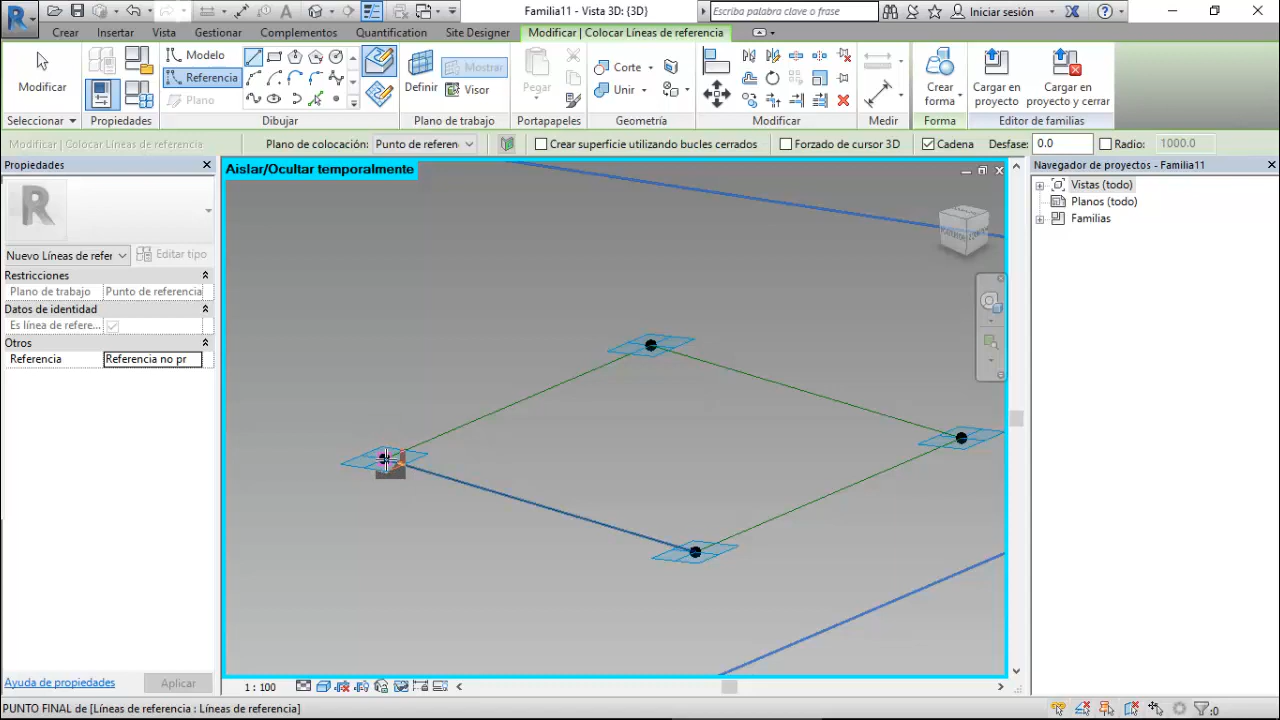 Familia11 - Vista 3D: {3D}
Escriba palabra clave o frase
Iniciar sesión
Crear
Insertar
Vista
Gestionar
Complementos
Quantification
Site Designer
Modificar | Colocar Líneas de referencia
Modificar
Seleccionar
Propiedades
Modelo
Referencia
Plano
Dibujar
Definir
Mostrar
Visor
Plano de trabajo
Pegar
Portapapeles
Corte
Unir
Geometría
Modificar
Medir
Crear
forma
Forma
Cargar en
proyecto
Cargar en
proyecto y cerrar
Editor de familias
Modificar | Colocar Líneas de referencia
Plano de colocación:
Punto de referen
Crear superficie utilizando bucles cerrados
Forzado de cursor 3D
Cadena
Desfase:
0.0
Radio:
1000.0
Propiedades
Nuevo Líneas de refer
Editar tipo
Restricciones
Plano de trabajo
Punto de referencia
Datos de identidad
Es línea de refere...
Otros
Referencia
Referencia no pr
Ayuda de propiedades
Aplicar
Aislar/Ocultar temporalmente
1 : 100
Navegador de proyectos - Familia11
Vistas (todo)
Planos (todo)
Familias
PUNTO FINAL de [Líneas de referencia : Líneas de referencia]
:0